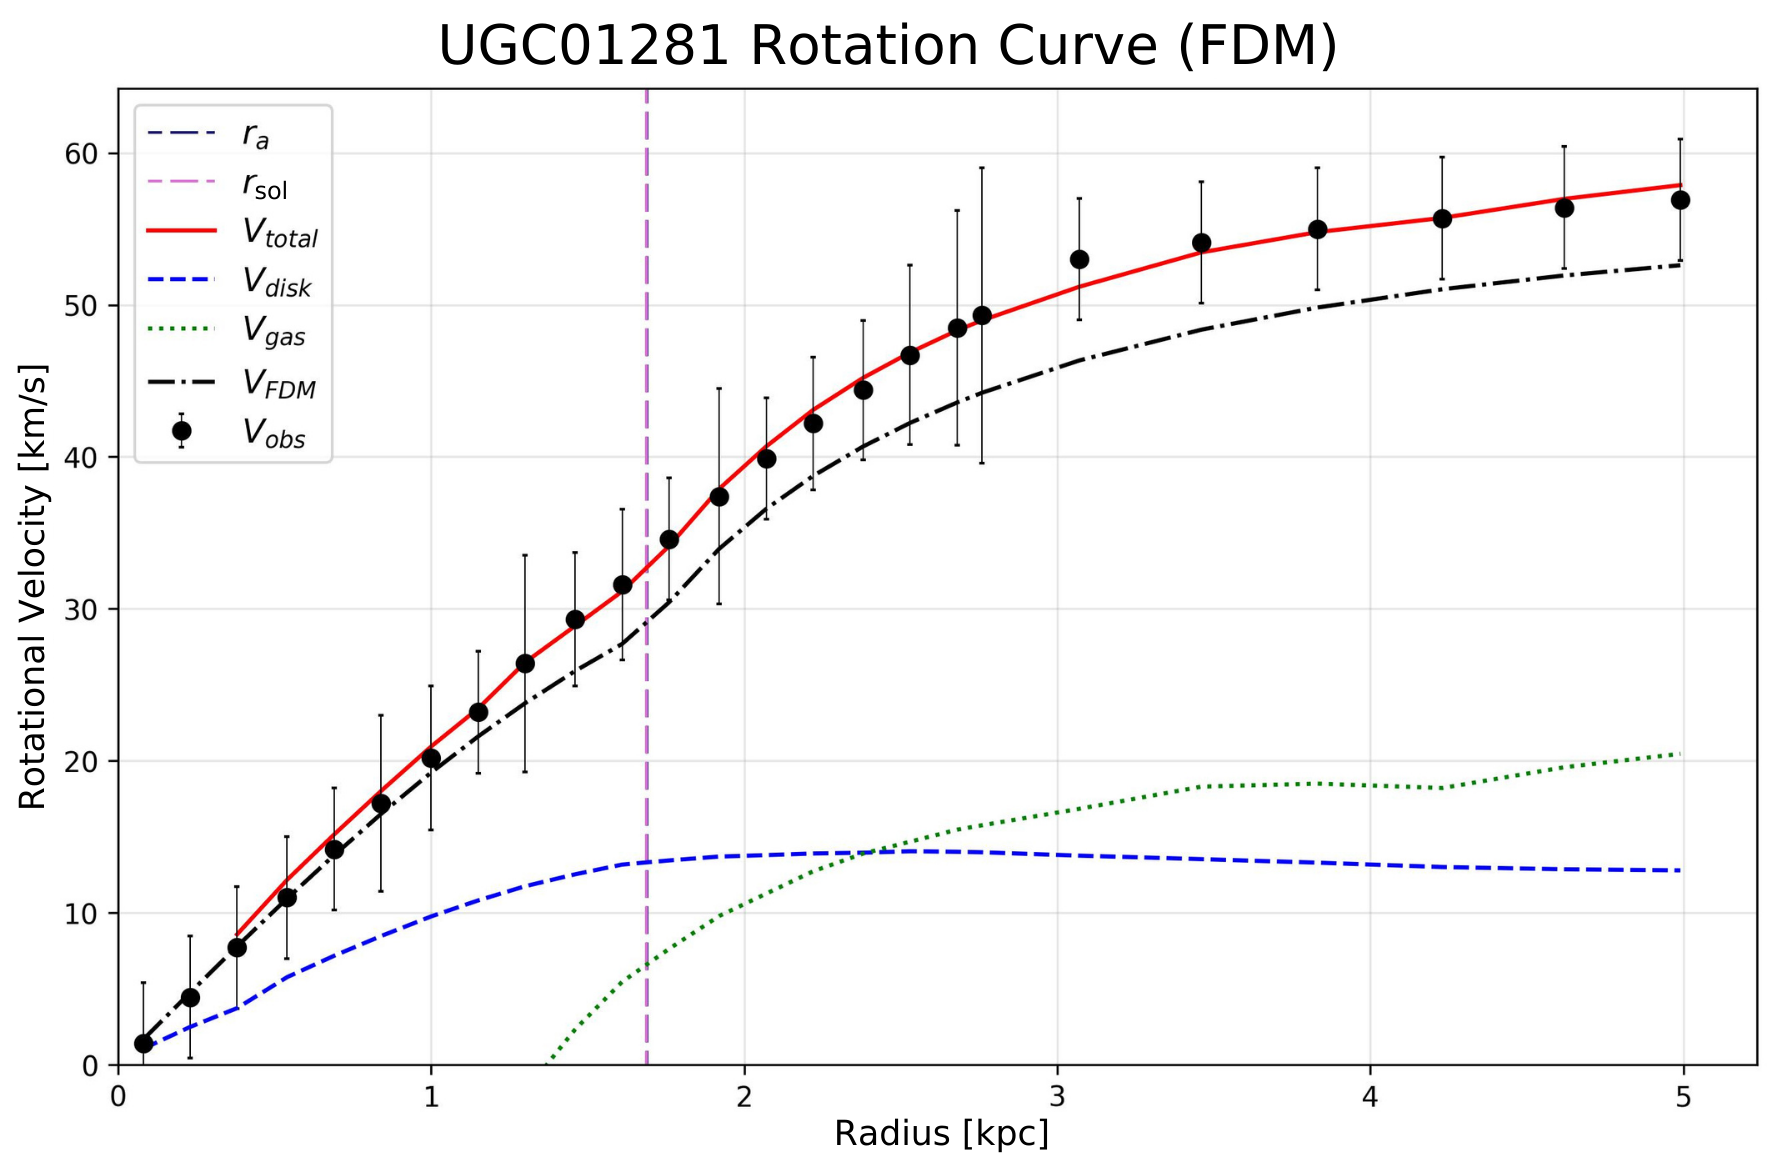 UGC01281 Rotation Curve (FDM)
r_a
r_sol
V_total
V_disk
V_gas
V_FDM
V_obs
Rotational Velocity [km/s]
60
50
40
30
20
10
0
0 1 2 3 4 5
Radius [kpc]